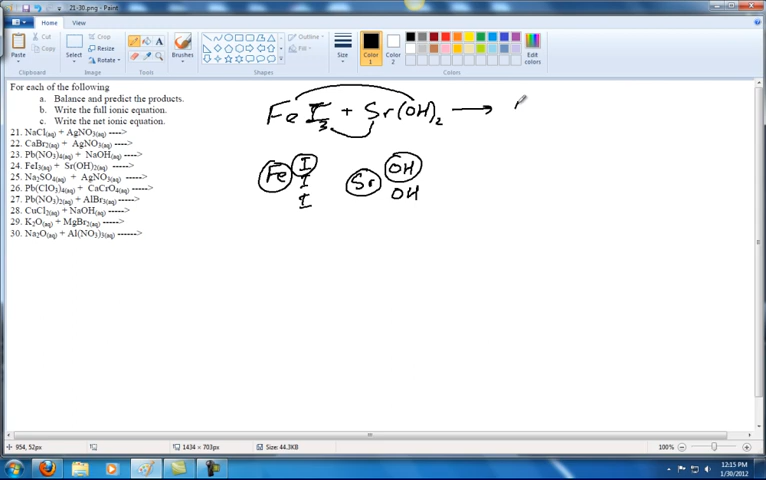 21-30.png - Paint
Home View
Paste Cut Copy Clipboard
Select Crop Resize Rotate Image
Tools
Brushes
Outline Fill Shapes
Size
Color 1 Color 2 Colors Edit colors
For each of the following
a. Balance and predict the products.
b. Write the full ionic equation.
c. Write the net ionic equation.
21. NaCl(aq) + AgNO3(aq) ---->
22. CaBr2(aq) + AgNO3(aq) ----->
23. Pb(NO3)4(aq) + NaOH(aq) ----->
24. FeI3(aq) + Sr(OH)2(aq) ----->
25. Na2SO4(aq) + AgNO3(aq) ----->
26. Pb(ClO3)4(aq) + CaCrO4(aq) ----->
27. Pb(NO3)2(aq) + AlBr3(aq) ----->
28. CuCl2(aq) + NaOH(aq) ----->
29. K2O(aq) + MgBr2(aq) ----->
30. Na2O(aq) + Al(NO3)3(aq) ----->
FeI3 + Sr(OH)2 →
Fe I Sr OH
I OH
I
954, 52px 1434 × 703px Size: 44.3KB 100%
12:15 PM
1/30/2012